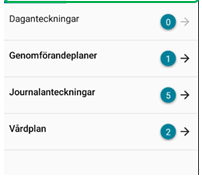 Daganteckningar 0 →
Genomförandeplaner 1 →
Journalanteckningar 5 →
Vårdplan 2 →